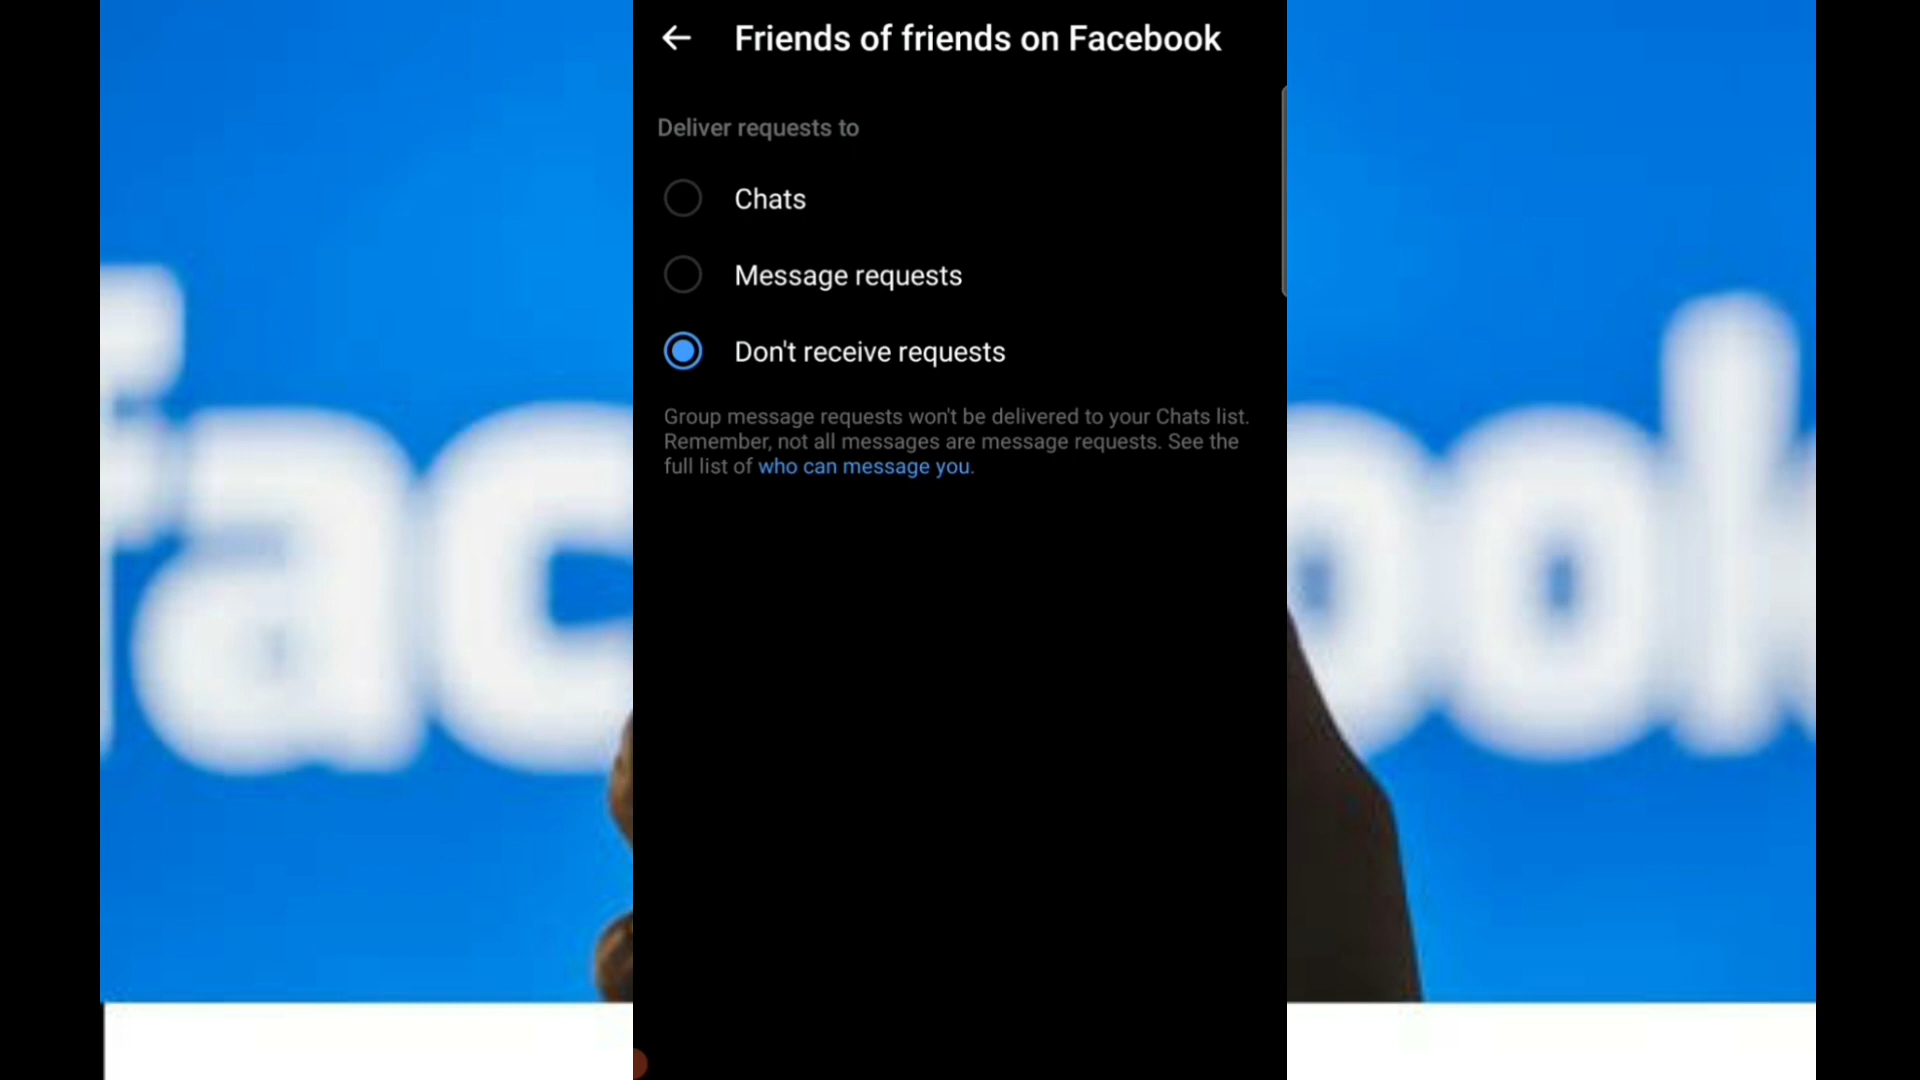 Friends of friends on Facebook
Deliver requests to
Chats
Message requests
Don't receive requests
Group message requests won't be delivered to your Chats list.
Remember, not all messages are message requests. See the
full list of who can message you.
fac
ook